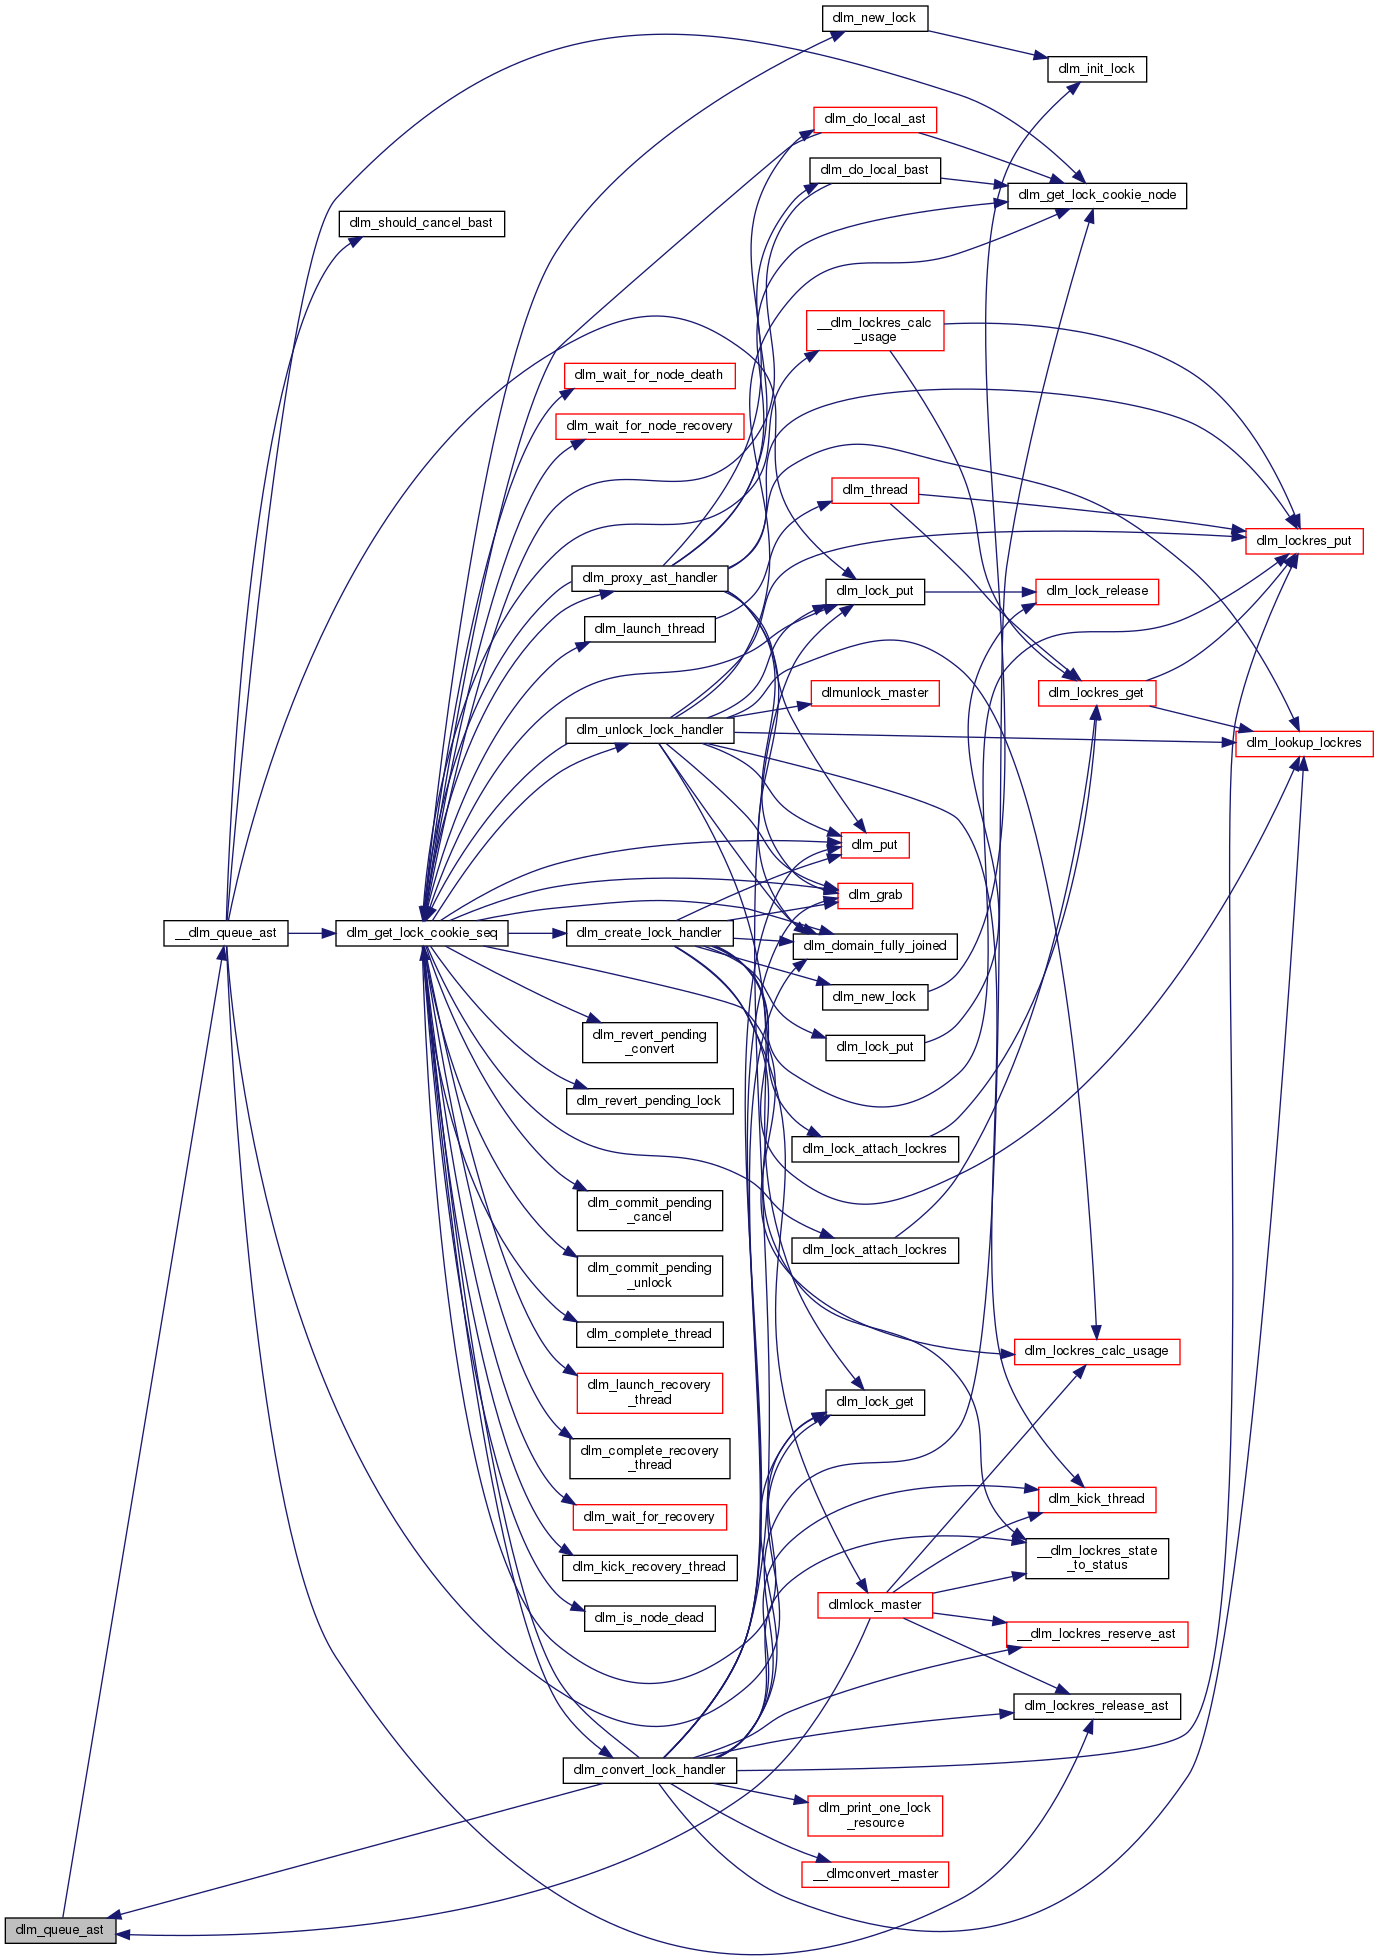 dlm_new_lock
dlm_init_lock
dlm_do_local_ast
dlm_do_local_bast
dlm_get_lock_cookie_node
dlm_should_cancel_bast
__dlm_lockres_calc
_usage
dlm_wait_for_node_death
dlm_wait_for_node_recovery
dlm_thread
dlm_lockres_put
dlm_proxy_ast_handler
dlm_lock_put
dlm_lock_release
dlm_launch_thread
dlmunlock_master
dlm_lockres_get
dlm_unlock_lock_handler
dlm_lookup_lockres
dlm_put
dlm_grab
__dlm_queue_ast
dlm_get_lock_cookie_seq
dlm_create_lock_handler
dlm_domain_fully_joined
dlm_new_lock
dlm_revert_pending
_convert
dlm_lock_put
dlm_revert_pending_lock
dlm_lock_attach_lockres
dlm_commit_pending
_cancel
dlm_lock_attach_lockres
dlm_commit_pending
_unlock
dlm_complete_thread
dlm_lockres_calc_usage
dlm_launch_recovery
_thread
dlm_lock_get
dlm_complete_recovery
_thread
dlm_kick_thread
dlm_wait_for_recovery
__dlm_lockres_state
_to_status
dlm_kick_recovery_thread
dlmlock_master
dlm_is_node_dead
__dlm_lockres_reserve_ast
dlm_lockres_release_ast
dlm_convert_lock_handler
dlm_print_one_lock
_resource
__dlmconvert_master
dlm_queue_ast